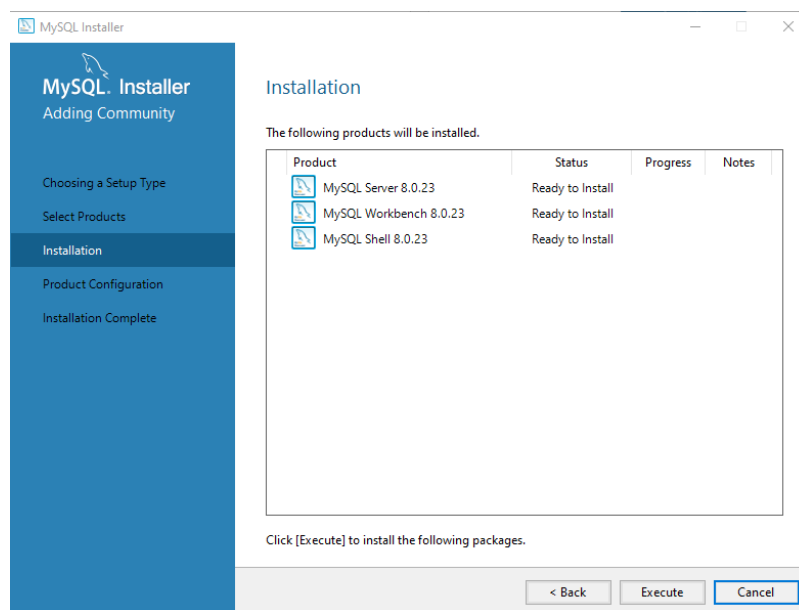 MySQL Installer
MySQL. Installer
Adding Community
Choosing a Setup Type
Select Products
Installation
Product Configuration
Installation Complete
Installation
The following products will be installed.
Product Status Progress Notes
MySQL Server 8.0.23 Ready to Install
MySQL Workbench 8.0.23 Ready to Install
MySQL Shell 8.0.23 Ready to Install
Click [Execute] to install the following packages.
< Back Execute Cancel